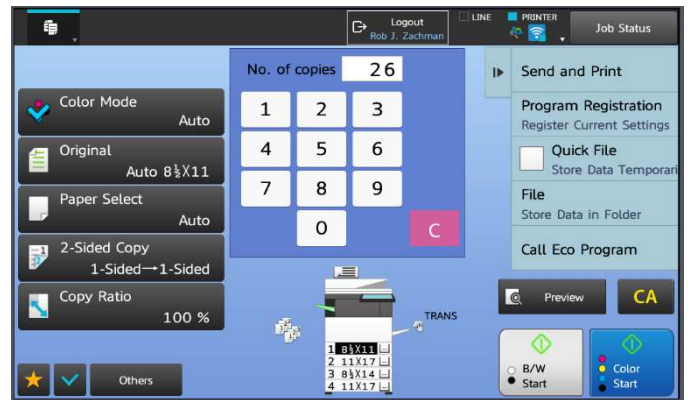 Logout
Rob J. Zachman
LINE
PRINTER
Job Status
No. of copies 26
Send and Print
Color Mode
Auto
1 2 3
Program Registration
Register Current Settings
Original
Auto 8½X11
4 5 6
Quick File
Store Data Temporari
Paper Select
Auto
7 8 9
File
Store Data in Folder
2-Sided Copy
1-Sided→1-Sided
0 C
Call Eco Program
Copy Ratio
100 %
Preview
CA
TRANS
1 8½X11
2 11X17
3 8½X14
4 11X17
Others
B/W
Start
Color
Start